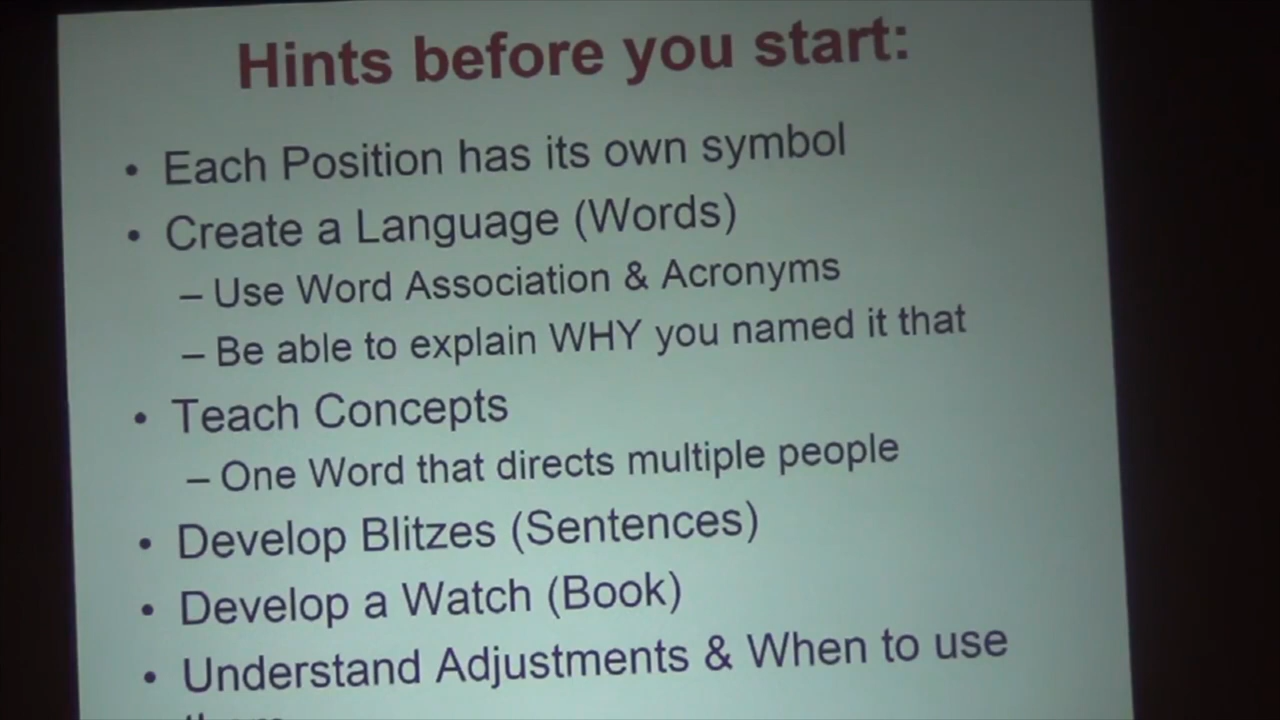 Hints before you start:
• Each Position has its own symbol
• Create a Language (Words)
– Use Word Association & Acronyms
– Be able to explain WHY you named it that
• Teach Concepts
– One Word that directs multiple people
• Develop Blitzes (Sentences)
• Develop a Watch (Book)
• Understand Adjustments & When to use